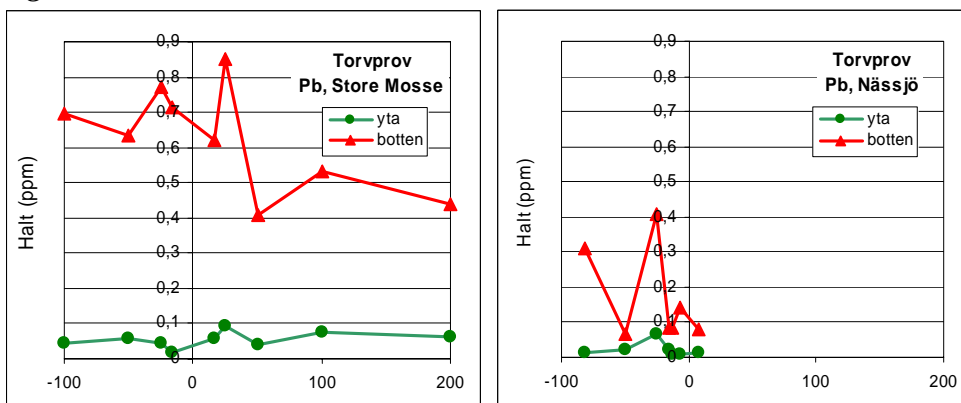 0,9
0,8
0,7
0,6
0,5
0,4
0,3
0,2
0,1
0
-100 0 100 200
Halt (ppm)
Torvprov
Pb, Store Mosse
yta
botten
0,9
0,8
0,7
0,6
0,5
0,4
0,3
0,2
0,1
0
-100 0 100 200
Halt (ppm)
Torvprov
Pb, Nässjö
yta
botten